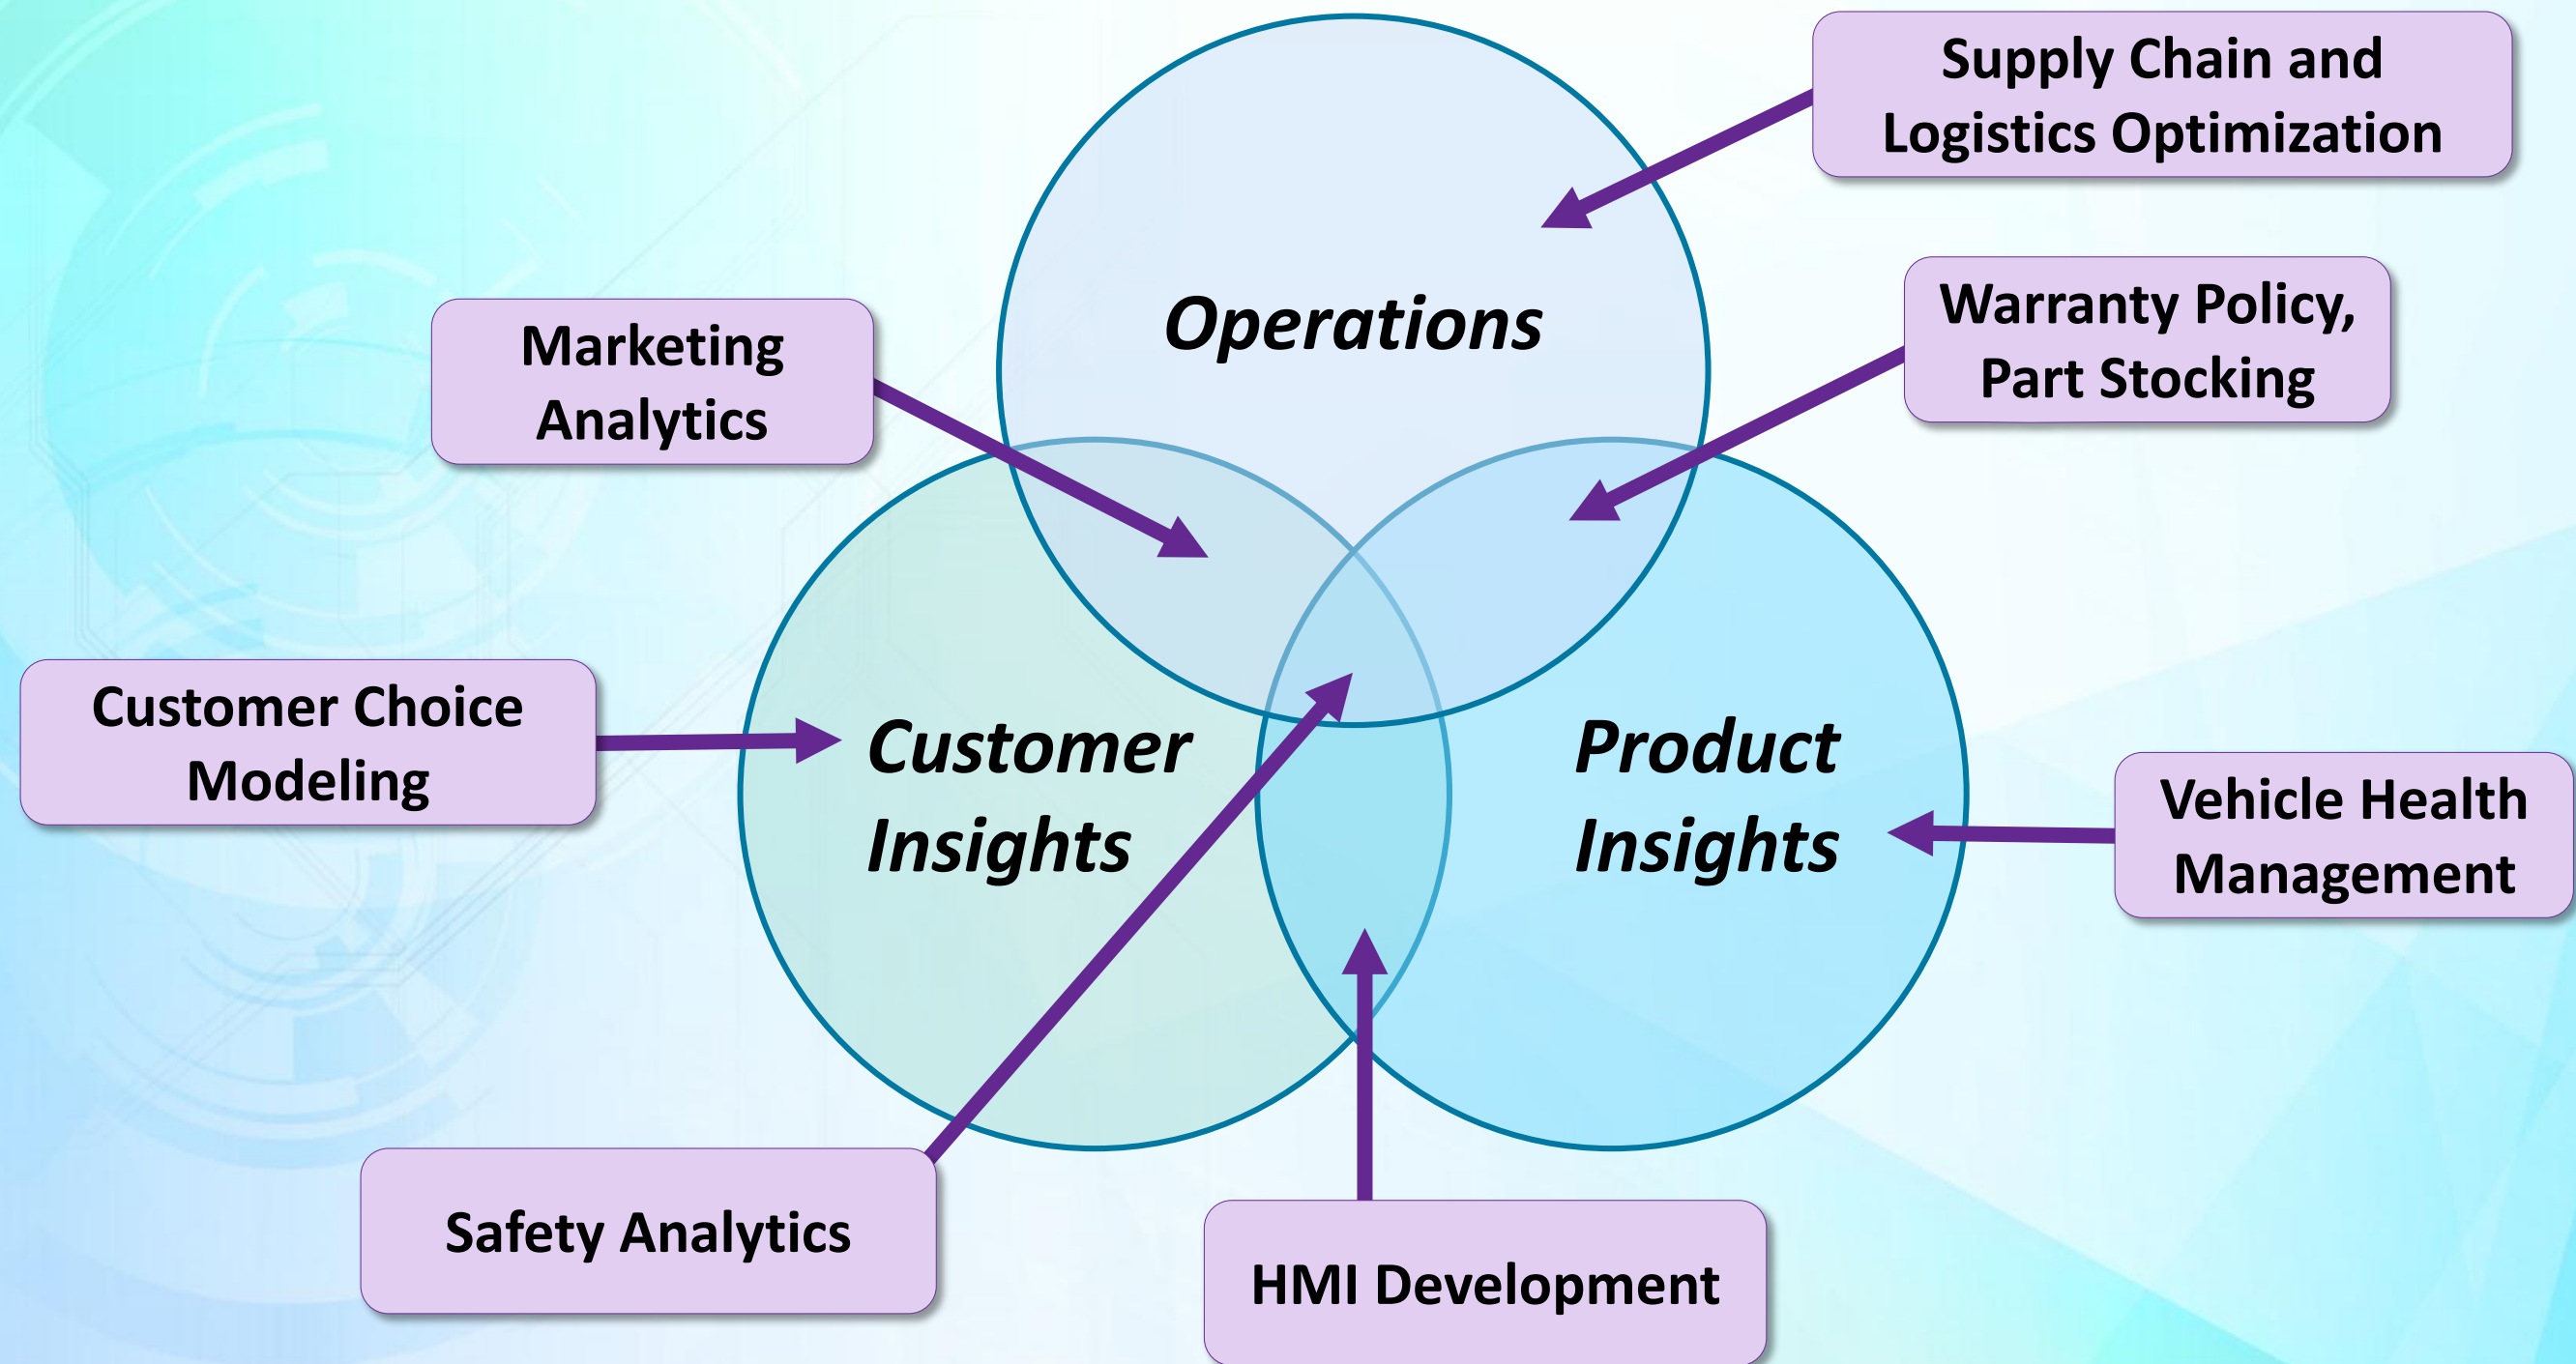 Supply Chain and
Logistics Optimization
Operations
Warranty Policy,
Part Stocking
Marketing
Analytics
Customer Choice
Modeling
Customer
Insights
Product
Insights
Vehicle Health
Management
Safety Analytics
HMI Development